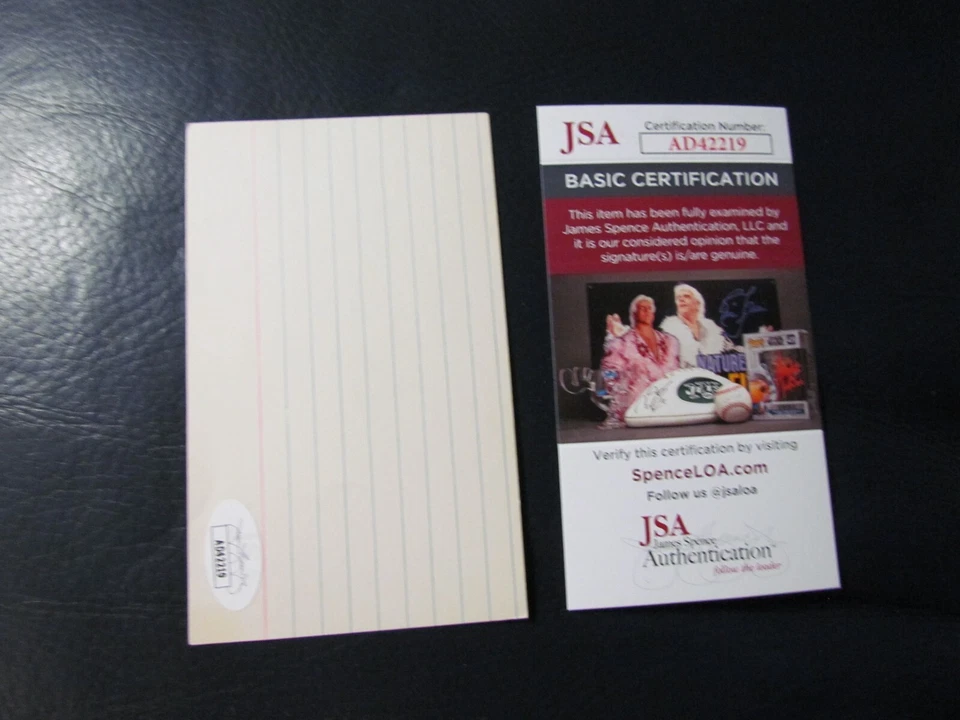 JSA
Certification Number:
AD42219
BASIC CERTIFICATION
This item has been fully examined by
James Spence Authentication, LLC and
it is our considered opinion that the
signature(s) is/are genuine.
NATURE
JETS
Verify this certification by visiting
SpenceLOA.com
Follow us @jsaloa
JSA
James Spence
Authentication
follow the leader
AD42219